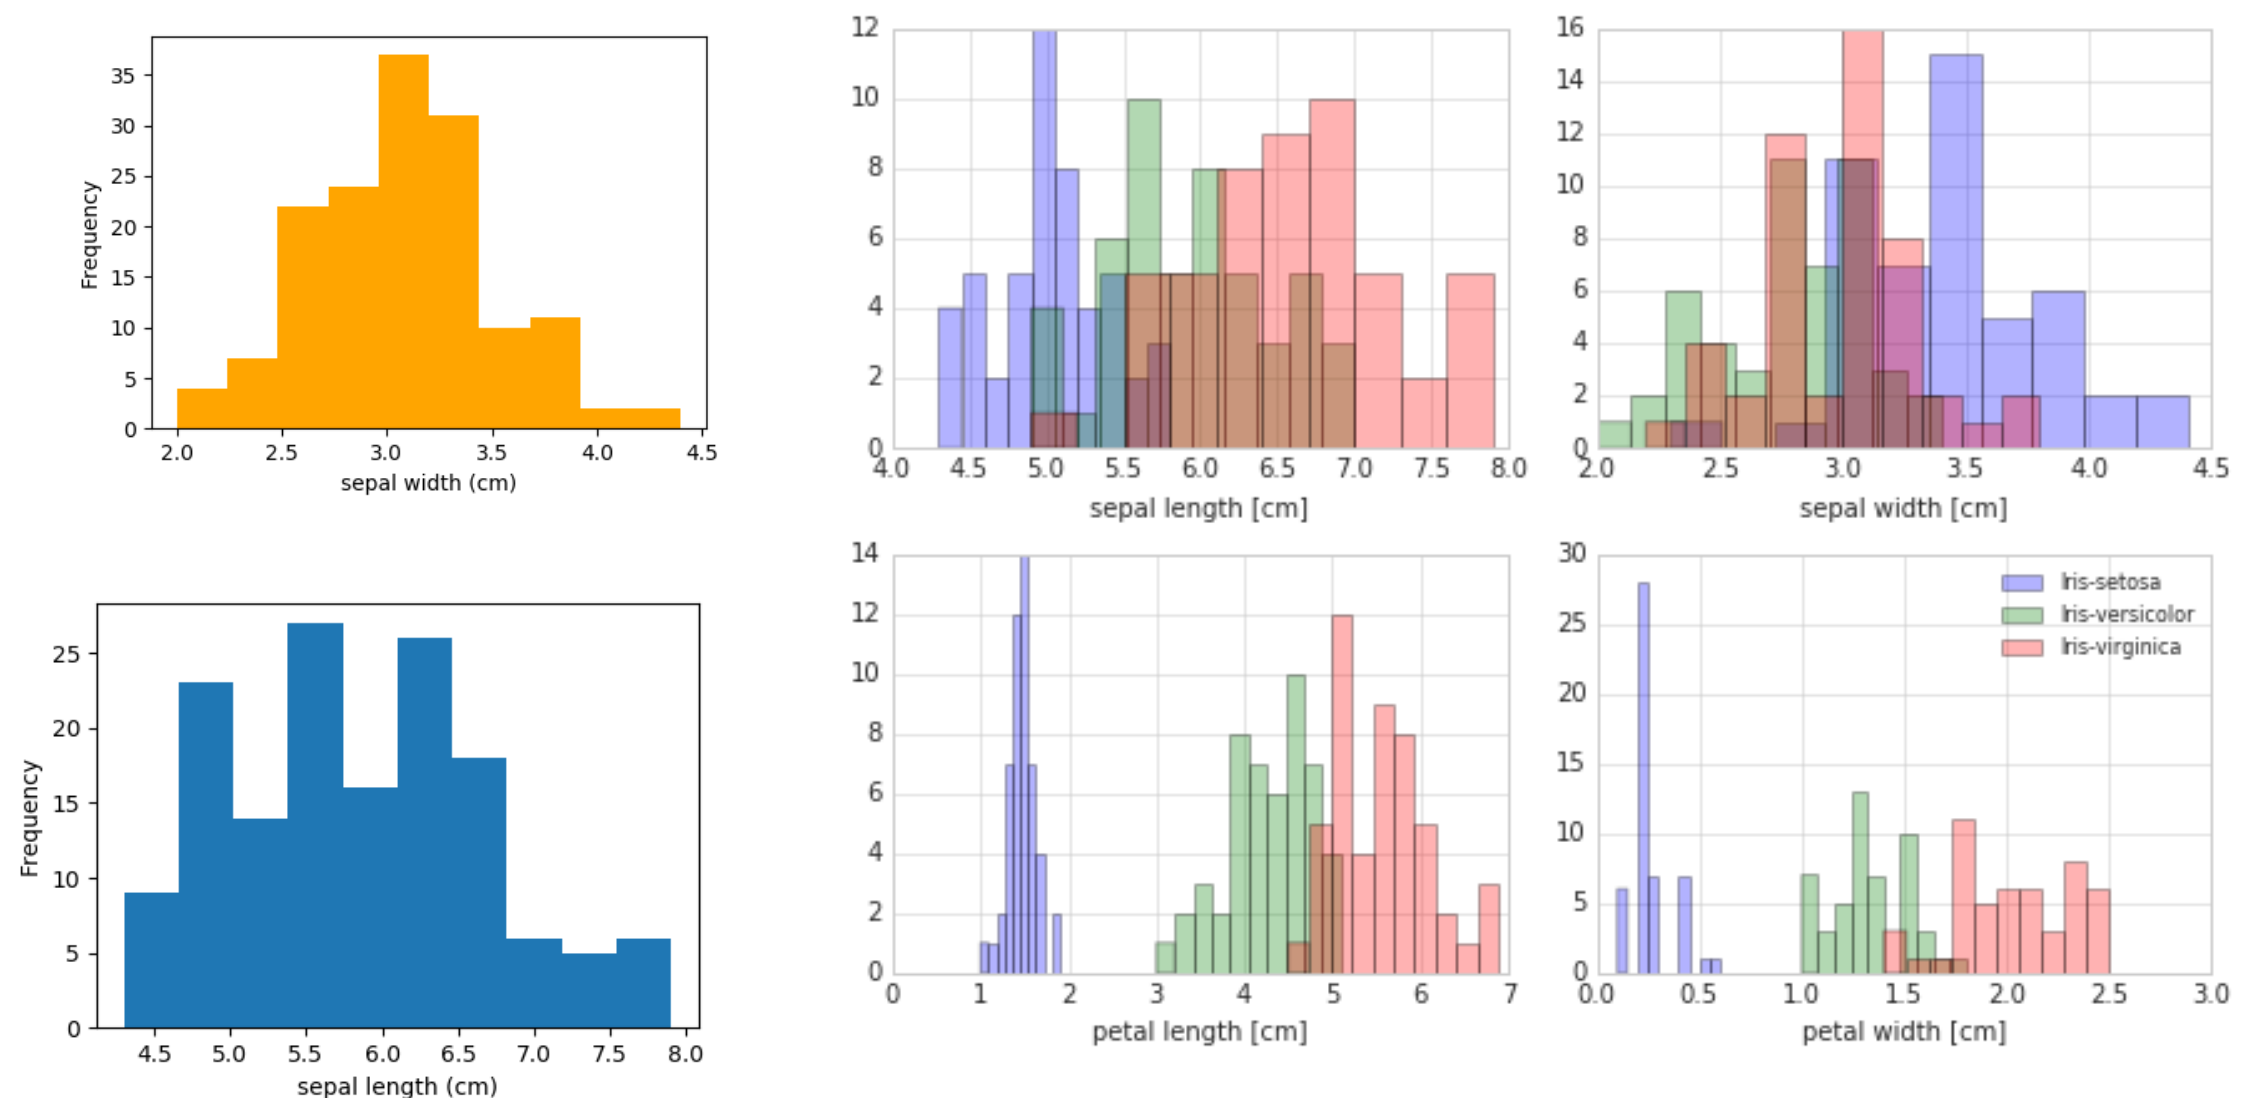 35
30
25
20
15
10
5
0
Frequency
2.0 2.5 3.0 3.5 4.0 4.5
sepal width (cm)
12
10
8
6
4
2
0
4.0 4.5 5.0 5.5 6.0 6.5 7.0 7.5 8.0
sepal length [cm]
16
14
12
10
8
6
4
2
0
2.0 2.5 3.0 3.5 4.0 4.5
sepal width [cm]
25
20
15
10
5
0
Frequency
4.5 5.0 5.5 6.0 6.5 7.0 7.5 8.0
sepal length (cm)
14
12
10
8
6
4
2
0
0 1 2 3 4 5 6 7
petal length [cm]
30
25
20
15
10
5
0
Iris-setosa
Iris-versicolor
Iris-virginica
0.0 0.5 1.0 1.5 2.0 2.5 3.0
petal width [cm]